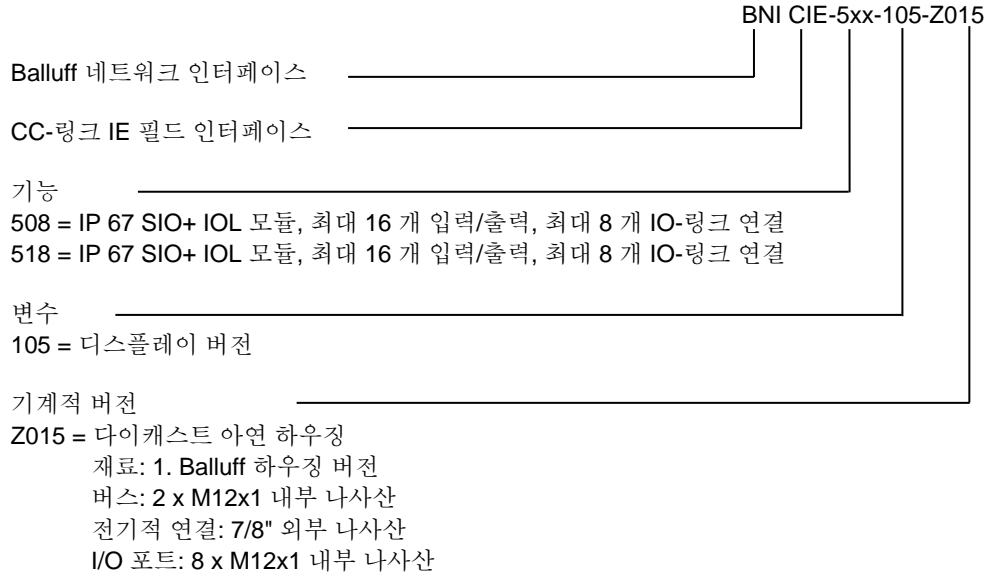 BNI CIE-5xx-105-Z015
Balluff 네트워크 인터페이스
CC-링크 IE 필드 인터페이스
기능
508 = IP 67 SIO+ IOL 모듈, 최대 16 개 입력/출력, 최대 8 개 IO-링크 연결
518 = IP 67 SIO+ IOL 모듈, 최대 16 개 입력/출력, 최대 8 개 IO-링크 연결
변수
105 = 디스플레이 버전
기계적 버전
Z015 = 다이캐스트 아연 하우징
재료: 1. Balluff 하우징 버전
버스: 2 x M12x1 내부 나사산
전기적 연결: 7/8" 외부 나사산
I/O 포트: 8 x M12x1 내부 나사산